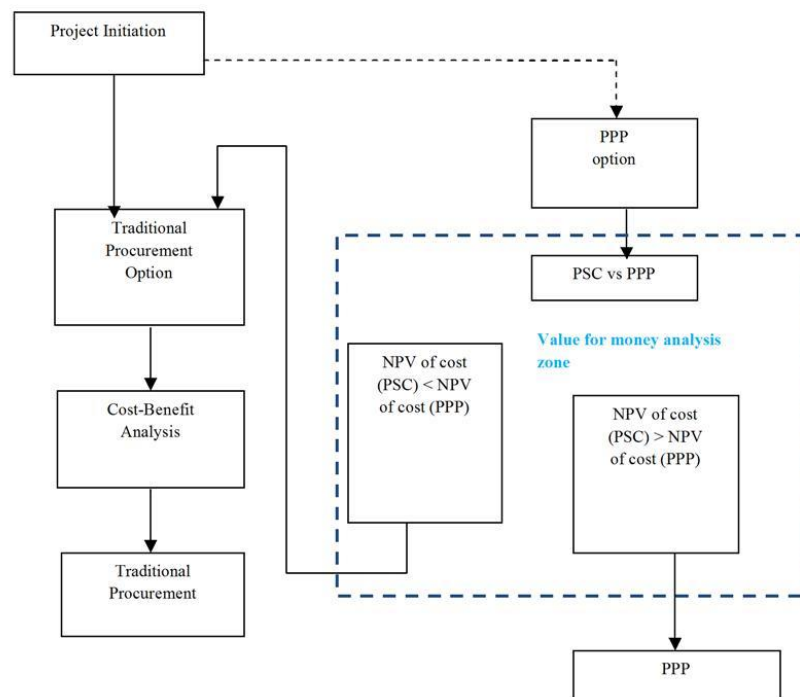 Project Initiation
PPP
option
Traditional
Procurement
Option
PSC vs PPP
Value for money analysis
zone
NPV of cost
(PSC) < NPV
of cost (PPP)
Cost-Benefit
Analysis
NPV of cost
(PSC) > NPV
of cost (PPP)
Traditional
Procurement
PPP